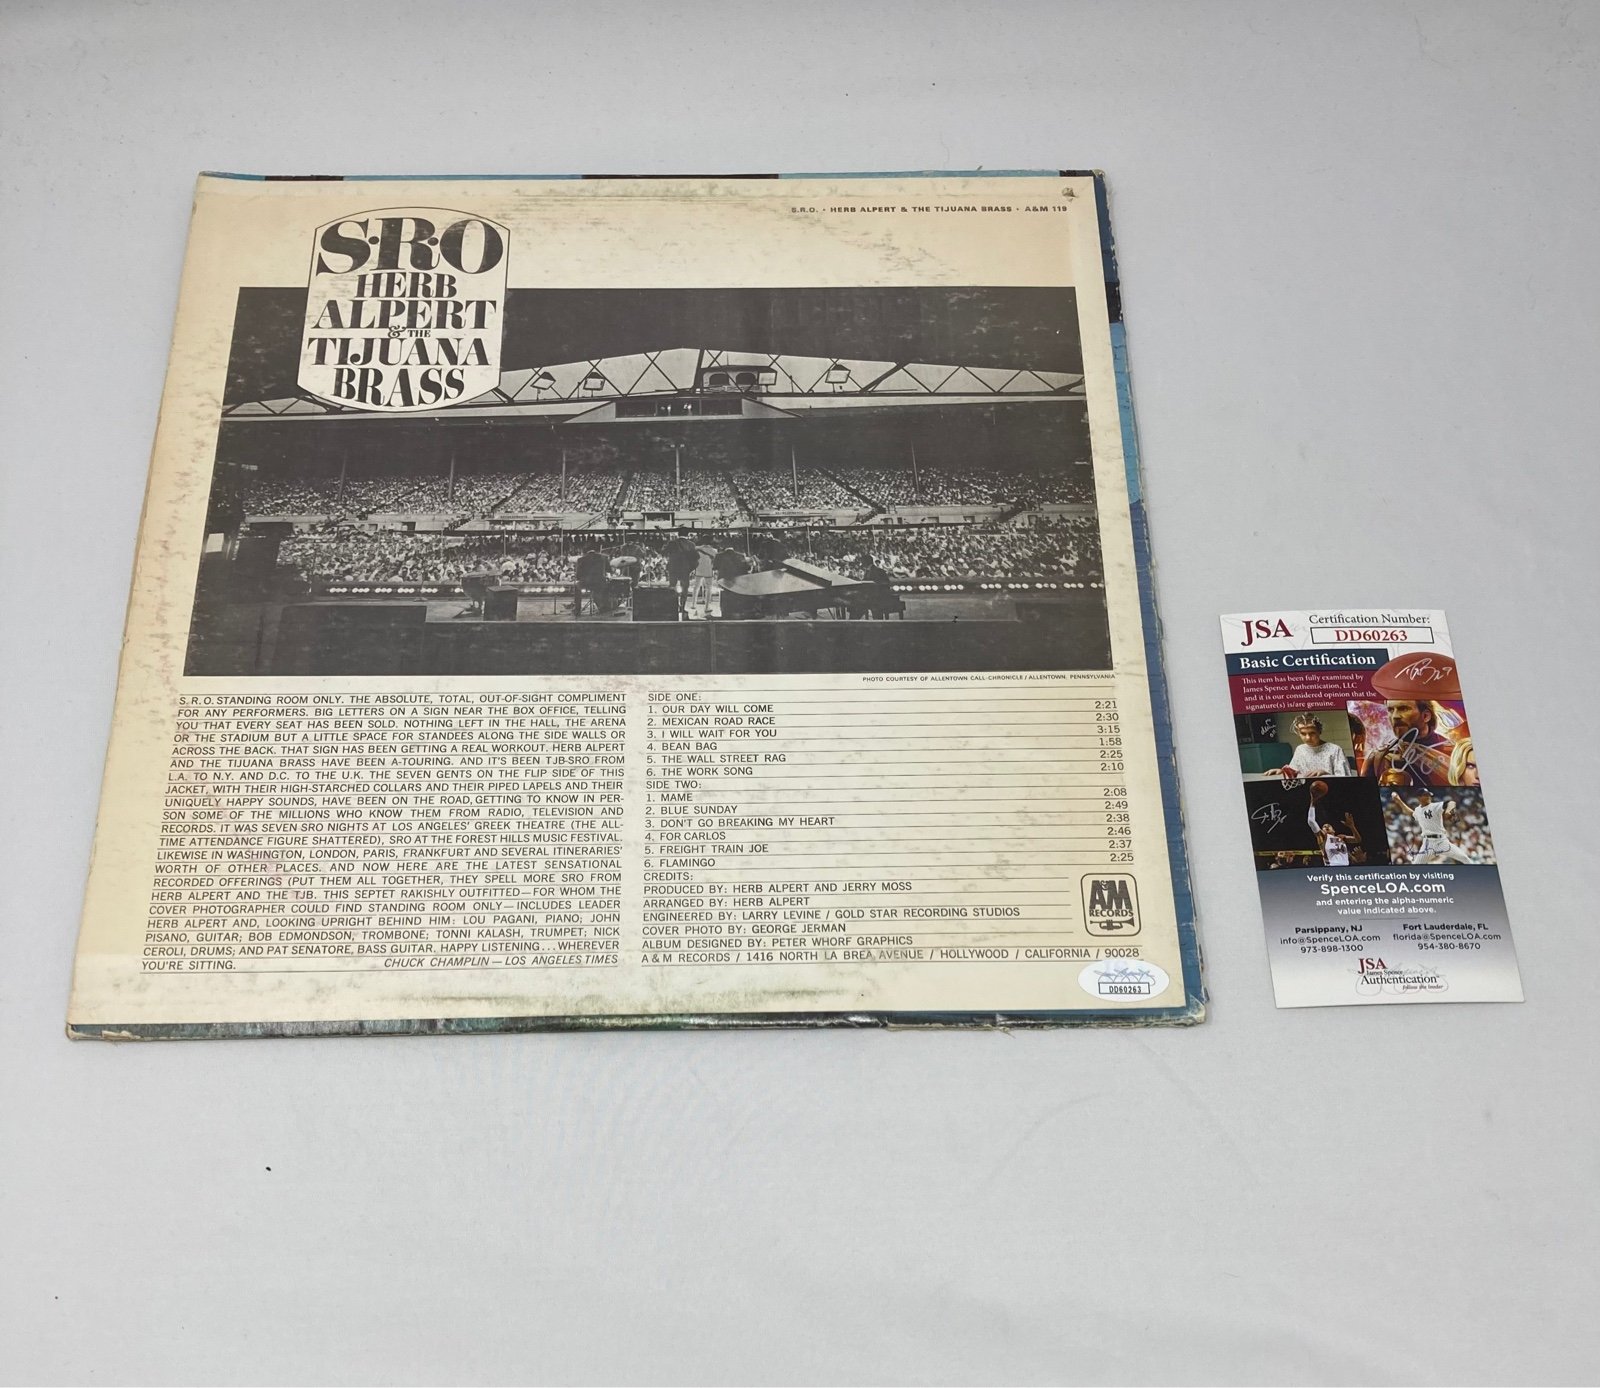 S.R.O. • HERB ALPERT & THE TIJUANA BRASS • A&M 119
S·R·O
HERB
ALPERT
& THE
TIJUANA
BRASS
PHOTO COURTESY OF ALLENTOWN CALL-CHRONICLE / ALLENTOWN, PENNSYLVANIA
S.R.O. STANDING ROOM ONLY. THE ABSOLUTE, TOTAL, OUT-OF-SIGHT COMPLIMENT
FOR ANY PERFORMERS. BIG LETTERS ON A SIGN NEAR THE BOX OFFICE, TELLING
YOU THAT EVERY SEAT HAS BEEN SOLD. NOTHING LEFT IN THE HALL, THE ARENA
OR THE STADIUM BUT A LITTLE SPACE FOR STANDEES ALONG THE SIDE WALLS OR
ACROSS THE BACK. THAT SIGN HAS BEEN GETTING A REAL WORKOUT. HERB ALPERT
AND THE TIJUANA BRASS HAVE BEEN A-TOURING. AND IT'S BEEN TJB-SRO FROM
L.A. TO N.Y. AND D.C. TO THE U.K. THE SEVEN GENTS ON THE FLIP SIDE OF THIS
JACKET, WITH THEIR HIGH-STARCHED COLLARS AND THEIR PIPED LAPELS AND THEIR
UNIQUELY HAPPY SOUNDS, HAVE BEEN ON THE ROAD, GETTING TO KNOW IN PER-
SON SOME OF THE MILLIONS WHO KNOW THEM FROM RADIO, TELEVISION AND
RECORDS. IT WAS SEVEN SRO NIGHTS AT LOS ANGELES' GREEK THEATRE (THE ALL-
TIME ATTENDANCE FIGURE SHATTERED), SRO AT THE FOREST HILLS MUSIC FESTIVAL.
LIKEWISE IN WASHINGTON, LONDON, PARIS, FRANKFURT AND SEVERAL ITINERARIES'
WORTH OF OTHER PLACES. AND NOW HERE ARE THE LATEST SENSATIONAL
RECORDED OFFERINGS (PUT THEM ALL TOGETHER, THEY SPELL MORE SRO FROM
HERB ALPERT AND THE TJB. THIS SEPTET RAKISHLY OUTFITTED—FOR WHOM THE
COVER PHOTOGRAPHER COULD FIND STANDING ROOM ONLY—INCLUDES LEADER
HERB ALPERT AND, LOOKING UPRIGHT BEHIND HIM: LOU PAGANI, PIANO; JOHN
PISANO, GUITAR; BOB EDMONDSON, TROMBONE; TONNI KALASH, TRUMPET; NICK
CEROLI, DRUMS; AND PAT SENATORE, BASS GUITAR. HAPPY LISTENING...WHEREVER
YOU'RE SITTING. CHUCK CHAMPLIN—LOS ANGELES TIMES
SIDE ONE:
1. OUR DAY WILL COME 2:21
2. MEXICAN ROAD RACE 2:30
3. I WILL WAIT FOR YOU 3:15
4. BEAN BAG 1:58
5. THE WALL STREET RAG 2:25
6. THE WORK SONG 2:10
SIDE TWO:
1. MAME 2:08
2. BLUE SUNDAY 2:49
3. DON'T GO BREAKING MY HEART 2:38
4. FOR CARLOS 2:46
5. FREIGHT TRAIN JOE 2:37
6. FLAMINGO 2:25
CREDITS:
PRODUCED BY: HERB ALPERT AND JERRY MOSS
ARRANGED BY: HERB ALPERT
ENGINEERED BY: LARRY LEVINE / GOLD STAR RECORDING STUDIOS
COVER PHOTO BY: GEORGE JERMAN
ALBUM DESIGNED BY: PETER WHORF GRAPHICS
A & M RECORDS / 1416 NORTH LA BREA AVENUE / HOLLYWOOD / CALIFORNIA / 90028
A&M
RECORDS
DD60263
JSA
Certification Number:
DD60263
Basic Certification
This item has been fully examined by
James Spence Authentication, LLC
and it is our considered opinion that the
signature(s) is/are genuine.
Verify this certification by visiting
SpenceLOA.com
and entering the alpha-numeric
value indicated above.
Parsippany, NJ
info@SpenceLOA.com
973-898-1300
Fort Lauderdale, FL
florida@SpenceLOA.com
954-380-8670
JSA
James Spence
Authentication
follow the leader